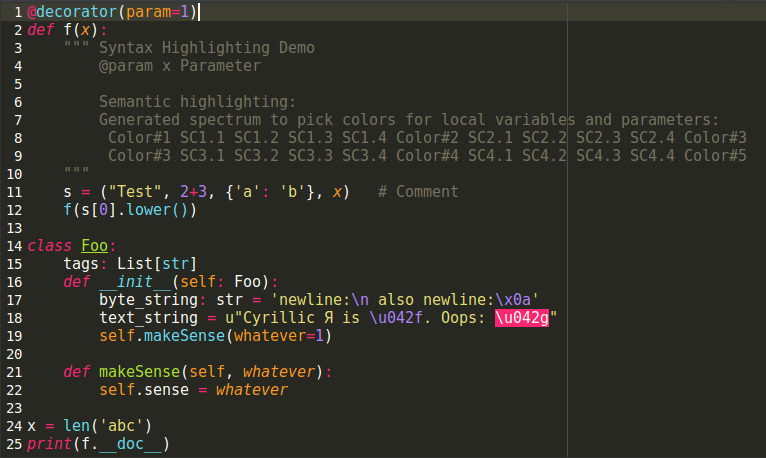 1 @decorator(param=1)
2 def f(x):
3     """ Syntax Highlighting Demo
4         @param x Parameter
5
6         Semantic highlighting:
7         Generated spectrum to pick colors for local variables and parameters:
8          Color#1 SC1.1 SC1.2 SC1.3 SC1.4 Color#2 SC2.1 SC2.2 SC2.3 SC2.4 Color#3
9          Color#3 SC3.1 SC3.2 SC3.3 SC3.4 Color#4 SC4.1 SC4.2 SC4.3 SC4.4 Color#5
10     """
11     s = ("Test", 2+3, {'a': 'b'}, x)   # Comment
12     f(s[0].lower())
13
14 class Foo:
15     tags: List[str]
16     def __init__(self: Foo):
17         byte_string: str = 'newline:\n also newline:\x0a'
18         text_string = u"Cyrillic Я is \u042f. Oops: \u042g"
19         self.makeSense(whatever=1)
20
21     def makeSense(self, whatever):
22         self.sense = whatever
23
24 x = len('abc')
25 print(f.__doc__)